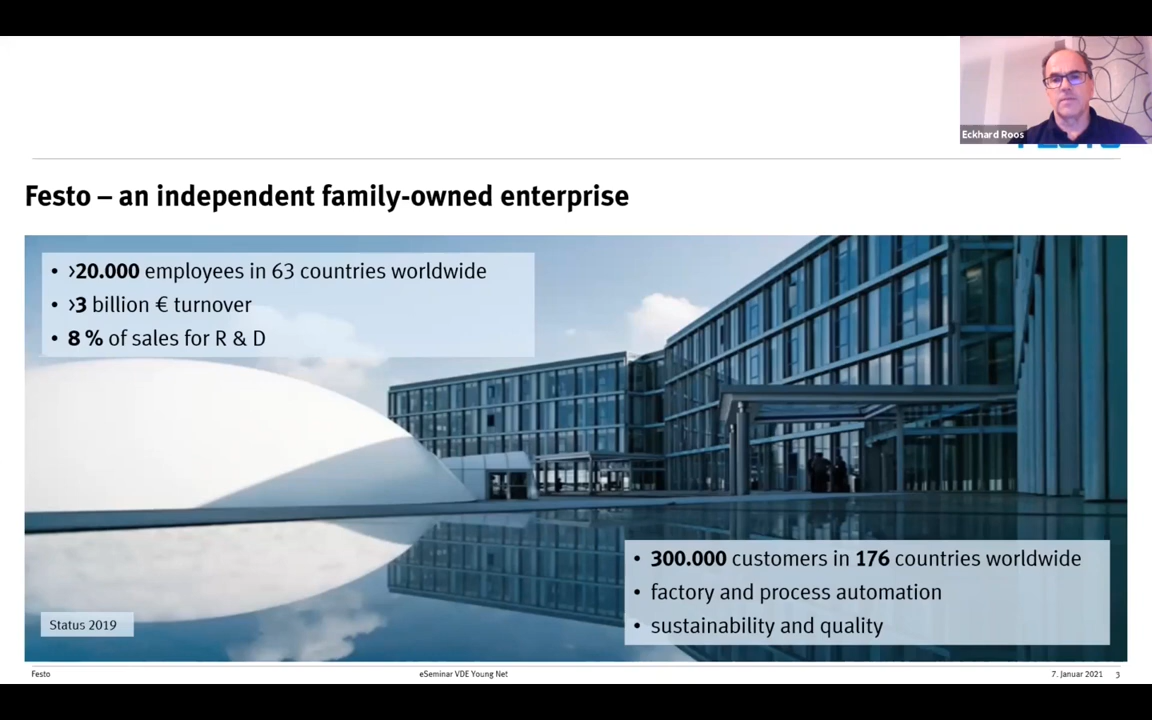 Eckhard Roos
Festo – an independent family-owned enterprise
• >20.000 employees in 63 countries worldwide
• >3 billion € turnover
• 8 % of sales for R & D
• 300.000 customers in 176 countries worldwide
• factory and process automation
• sustainability and quality
Status 2019
Festo
eSeminar VDE Young Net
7. Januar 2021 3